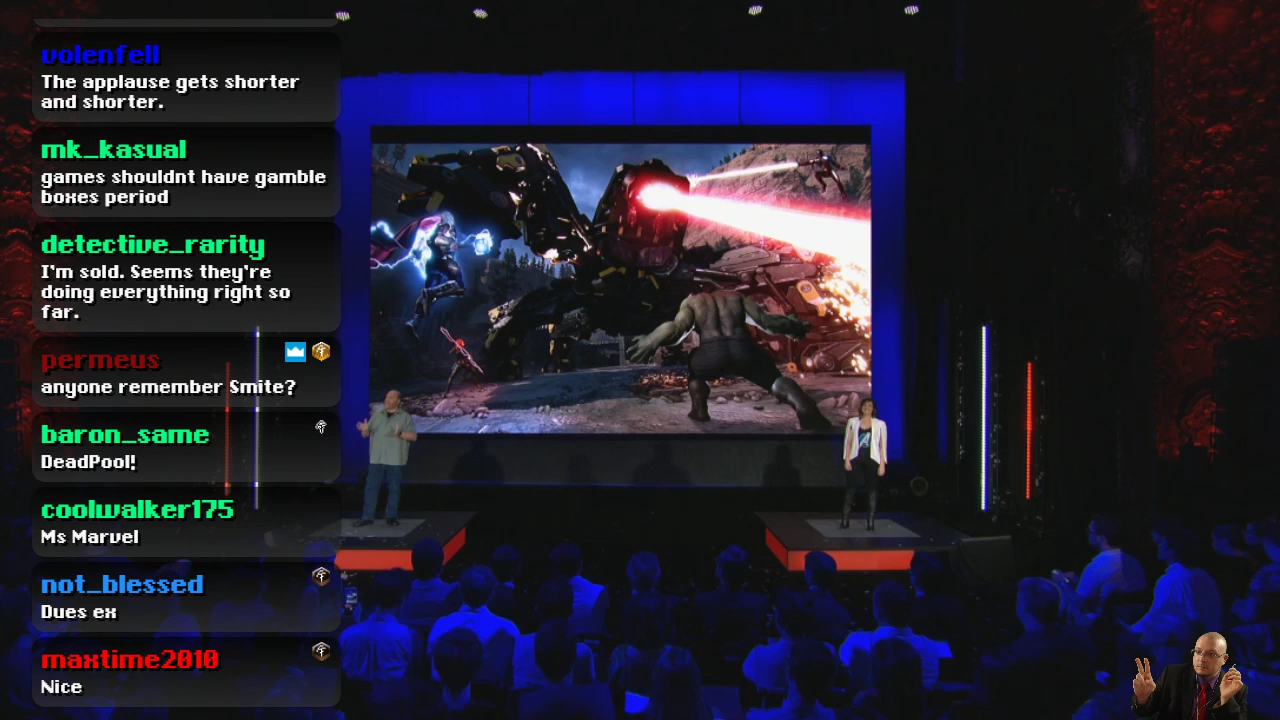 volenfell
The applause gets shorter
and shorter.
mk_kasual
games shouldnt have gamble
boxes period
detective_rarity
I'm sold. Seems they're
doing everything right so
far.
permeus
anyone remember Smite?
baron_same
DeadPool!
coolwalker175
Ms Marvel
not_blessed
Dues ex
maxtime2010
Nice